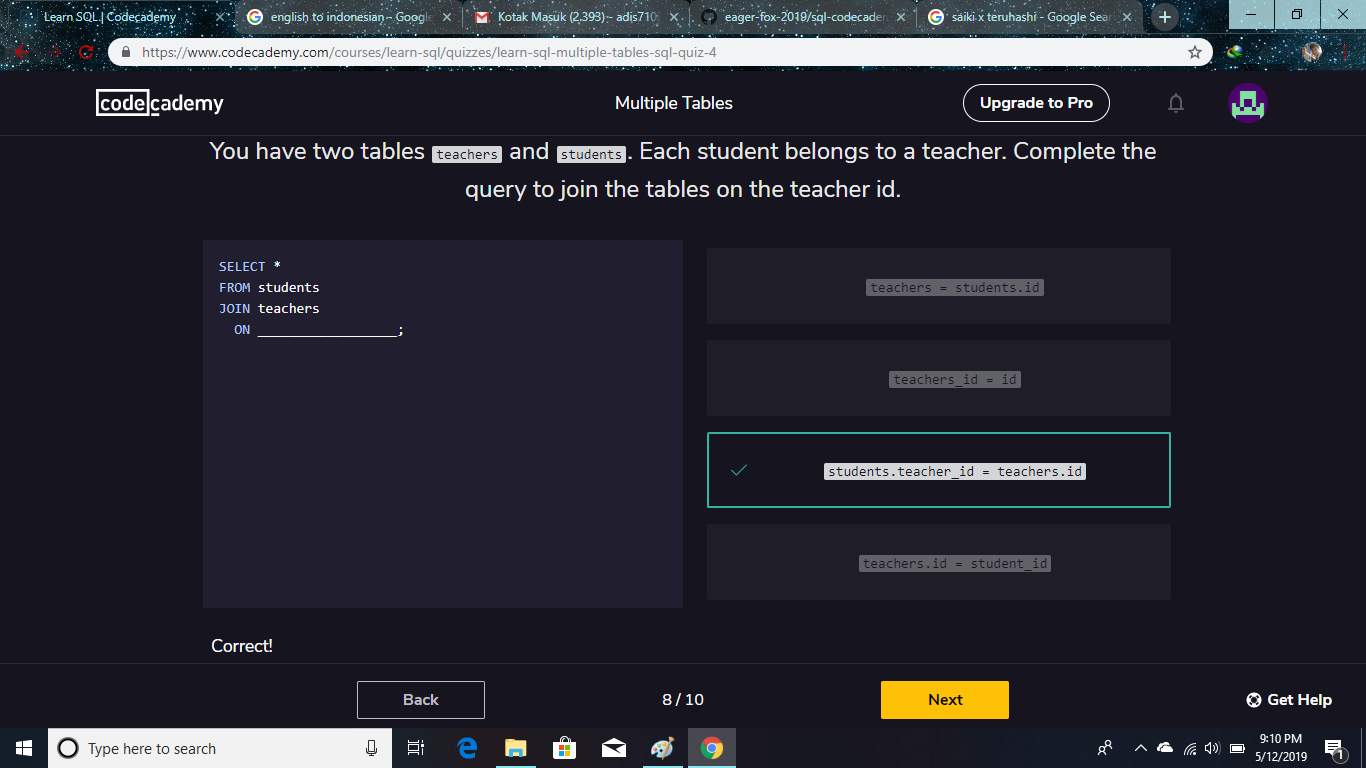 Learn SQL | Codecademy
english to indonesian - Google
Kotak Masuk (2.393) - adis710
eager-fox-2019/sql-codecadem
saiki x teruhashi - Google Sear
https://www.codecademy.com/courses/learn-sql/quizzes/learn-sql-multiple-tables-sql-quiz-4
codecademy
Multiple Tables
Upgrade to Pro
You have two tables teachers and students. Each student belongs to a teacher. Complete the
query to join the tables on the teacher id.
SELECT *
FROM students
JOIN teachers
ON __________________;
teachers = students.id
teachers_id = id
students.teacher_id = teachers.id
teachers.id = student_id
Correct!
Back
8 / 10
Next
Get Help
Type here to search
9:10 PM
5/12/2019
1